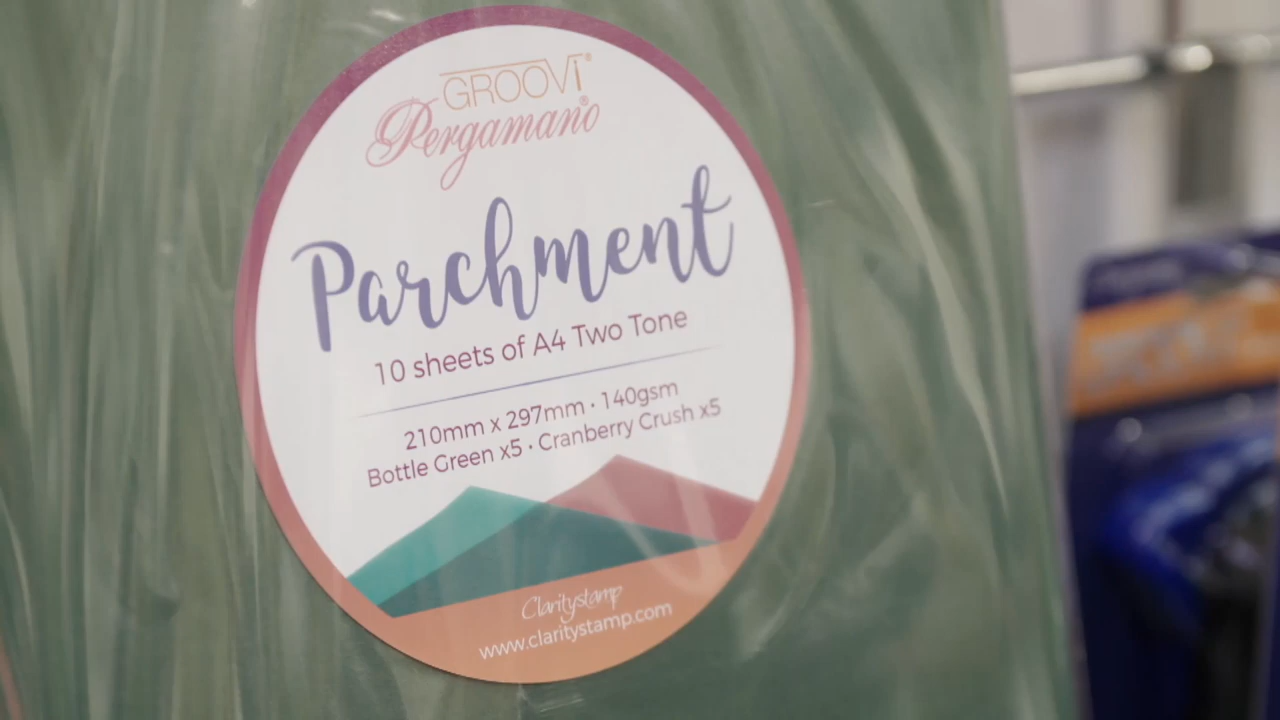 GROOVi®
Pergamano®
Parchment
10 sheets of A4 Two Tone
210mm x 297mm · 140gsm
Bottle Green x5 · Cranberry Crush x5
Claritystamp
www.claritystamp.com